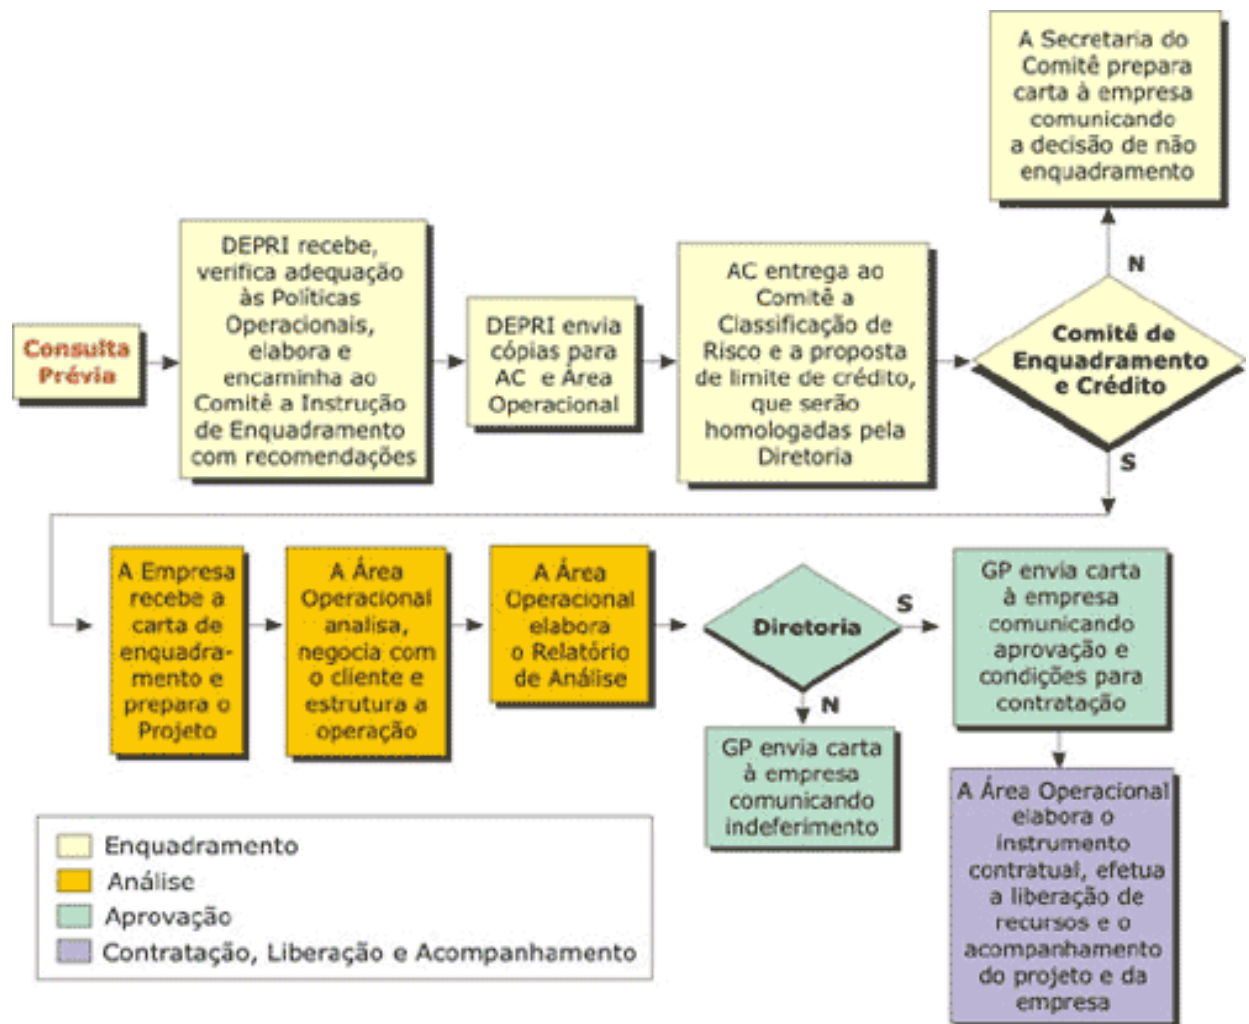 Consulta
Prévia
DEPRI recebe,
verifica adequação
às Políticas
Operacionais,
elabora e
encaminha ao
Comitê a Instrução
de Enquadramento
com recomendações
DEPRI envia
cópias para
AC e Área
Operacional
AC entrega ao
Comitê a
Classificação de
Risco e a proposta
de limite de crédito,
que serão
homologadas pela
Diretoria
Comitê de
Enquadramento
e Crédito
N
A Secretaria do
Comitê prepara
carta à empresa
comunicando
a decisão de não
enquadramento
S
A Empresa
recebe a
carta de
enquadra-
mento e
prepara o
Projeto
A Área
Operacional
analisa,
negocia com
o cliente e
estrutura a
operação
A Área
Operacional
elabora
o Relatório
de Análise
Diretoria
S
N
GP envia carta
à empresa
comunicando
indeferimento
GP envia carta
à empresa
comunicando
aprovação e
condições para
contratação
A Área Operacional
elabora o
instrumento
contratual, efetua
a liberação de
recursos e o
acompanhamento
do projeto e da
empresa
Enquadramento
Análise
Aprovação
Contratação, Liberação e Acompanhamento